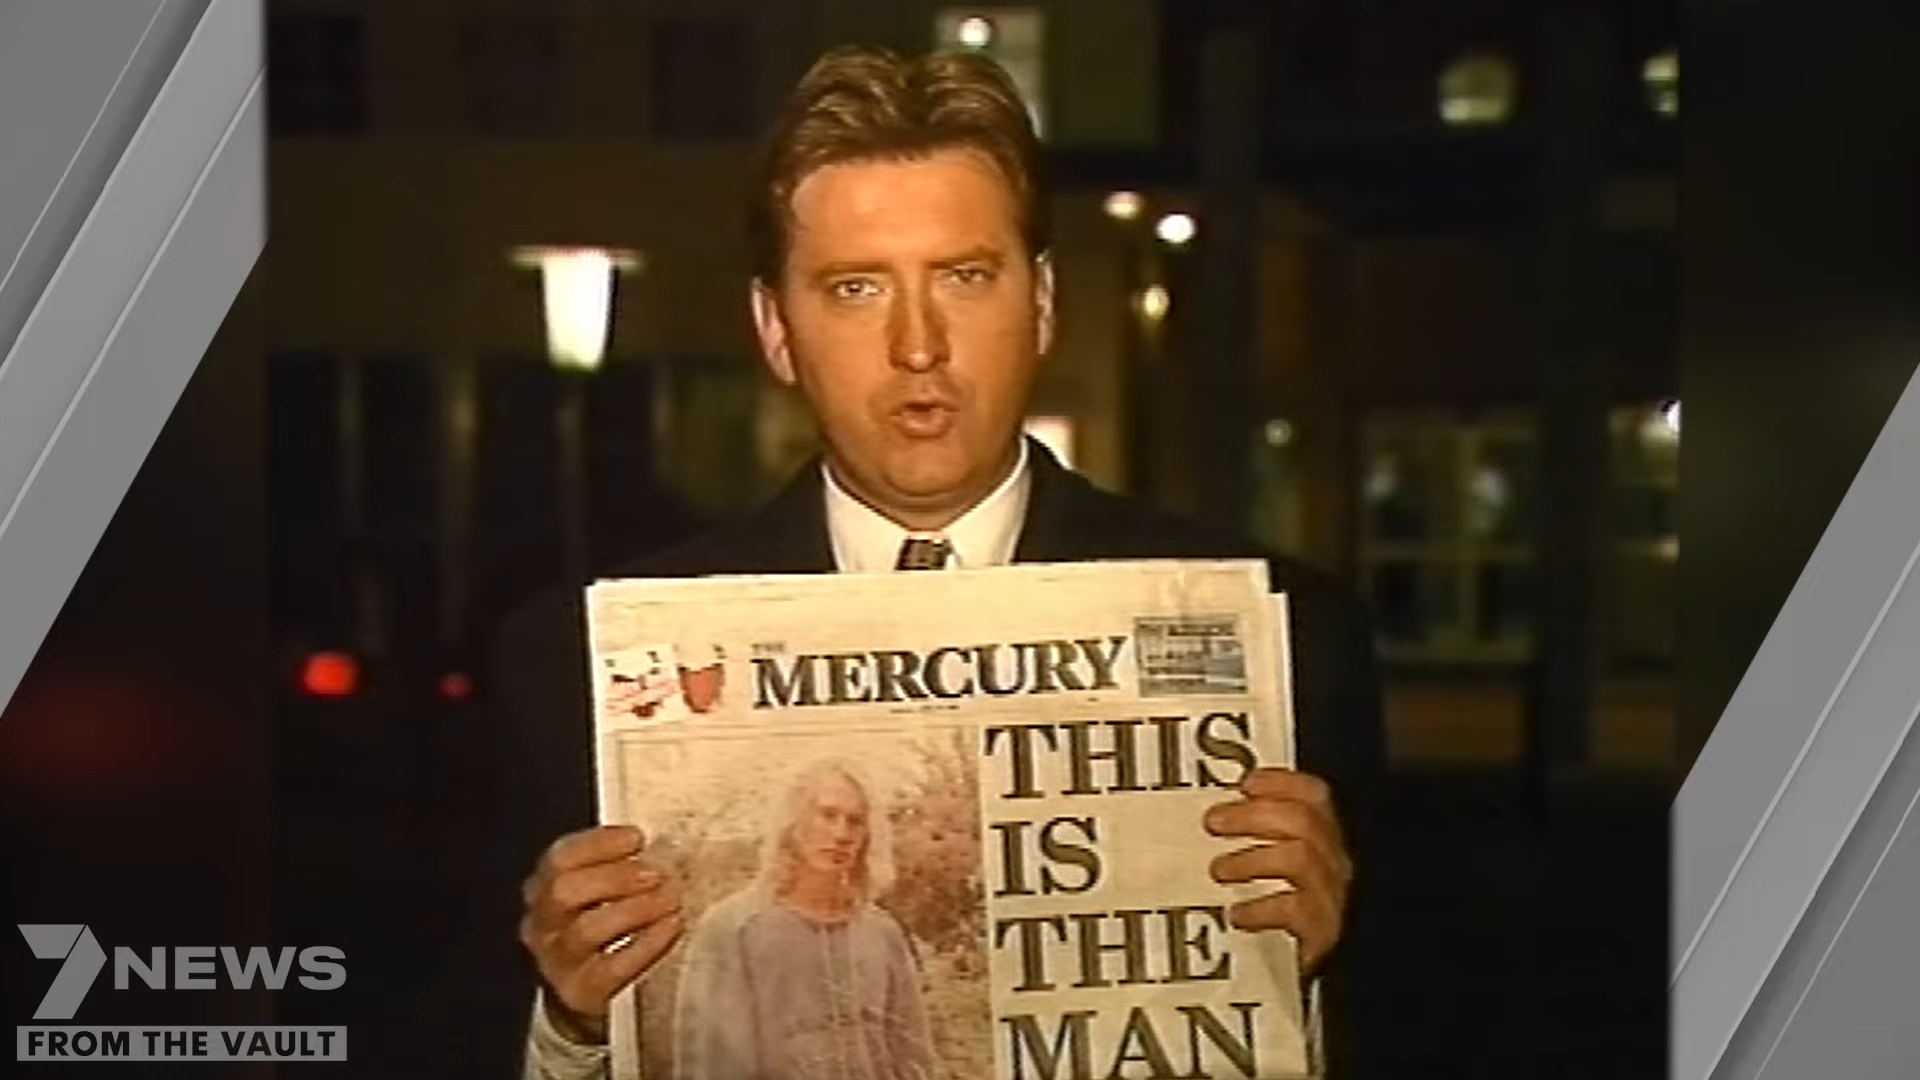 THE
MERCURY
THIS
IS
THE
MAN
7NEWS
FROM THE VAULT